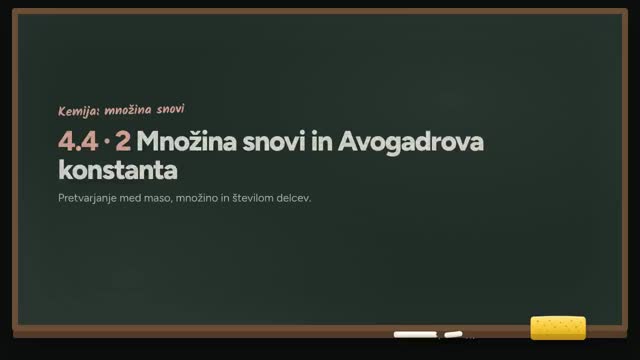 Kemija: množina snovi
4.4 · 2 Množina snovi in Avogadrova
konstanta
Pretvarjanje med maso, množino in številom delcev.